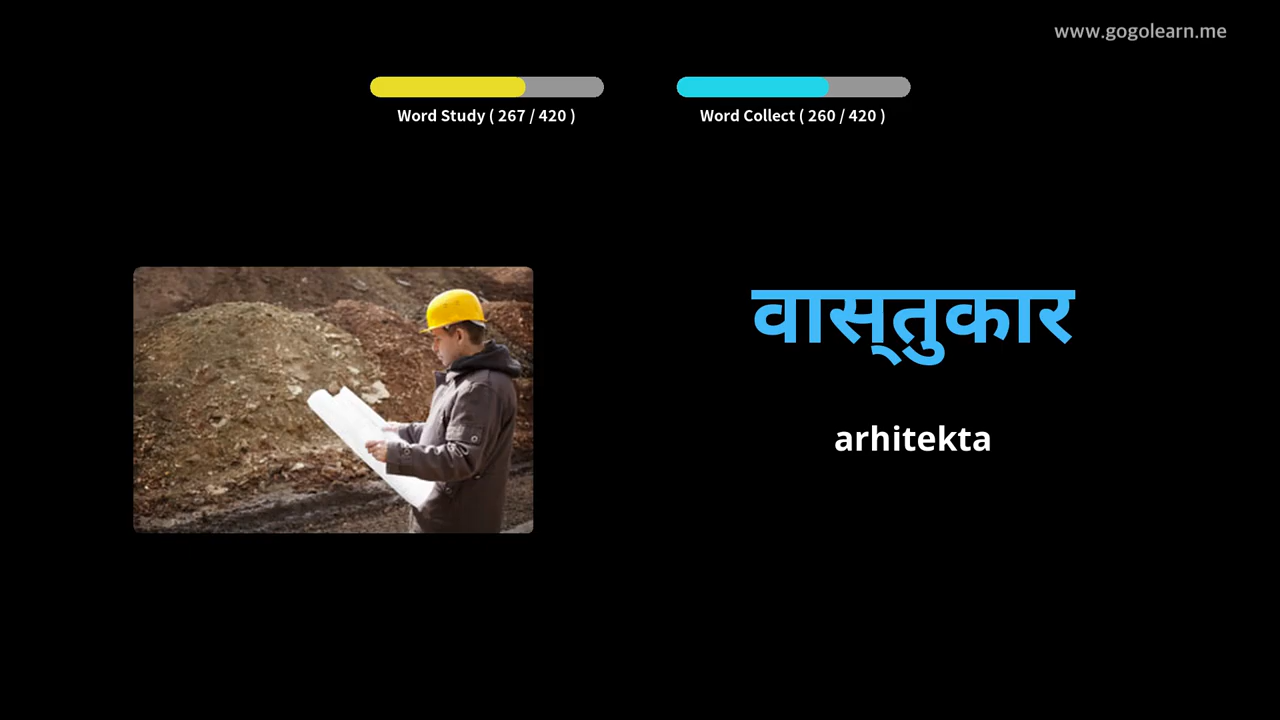 www.gogolearn.me
Word Study ( 267 / 420 )
Word Collect ( 260 / 420 )
वास्‌तुकार
arhitekta